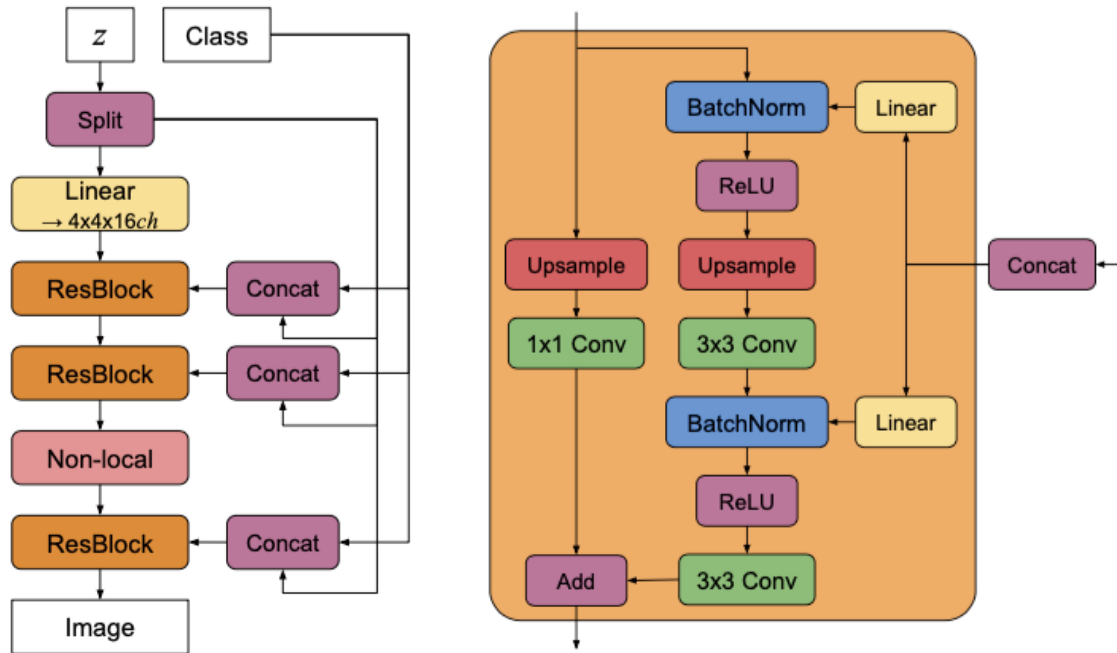 z
Class
Split
Linear
→ 4x4x16ch
ResBlock
Concat
ResBlock
Concat
Non-local
ResBlock
Concat
Image
BatchNorm
Linear
ReLU
Upsample
Upsample
Concat
1x1 Conv
3x3 Conv
BatchNorm
Linear
ReLU
Add
3x3 Conv